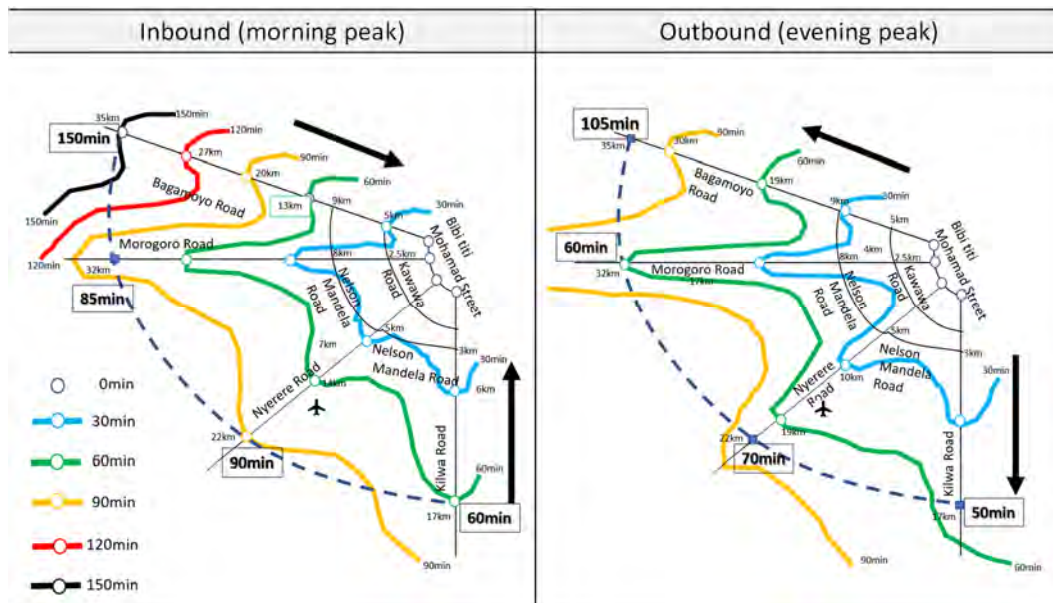 Inbound (morning peak)
Outbound (evening peak)
35km
150min
150min
120min
27km
90min
20km
60min
13km
9km
30min
5km
Bagamoyo Road
150min
Morogoro Road
120min
32km
85min
8km
2.5km
Bibi titi
Mohamad Street
Kawawa
Road
Nelson
Mandela
Road
5km
7km
Nelson
Mandela Road
3km
30min
6km
Nyerere Road
14km
22km
90min
Kilwa Road
60min
17km
60min
90min
0min
30min
60min
90min
120min
150min
105min
35km
30km
90min
60min
19km
Bagamoyo
Road
30min
9km
5km
Bibi titi
Mohamad Street
60min
32km
Morogoro Road
17km
8km
4km
2.5km
Kawawa
Road
Nelson
Mandela
Road
5km
Nelson
Mandela
Road
3km
10km
30min
Nyerere
Road
19km
22km
70min
Kilwa Road
17km
50min
60min
90min